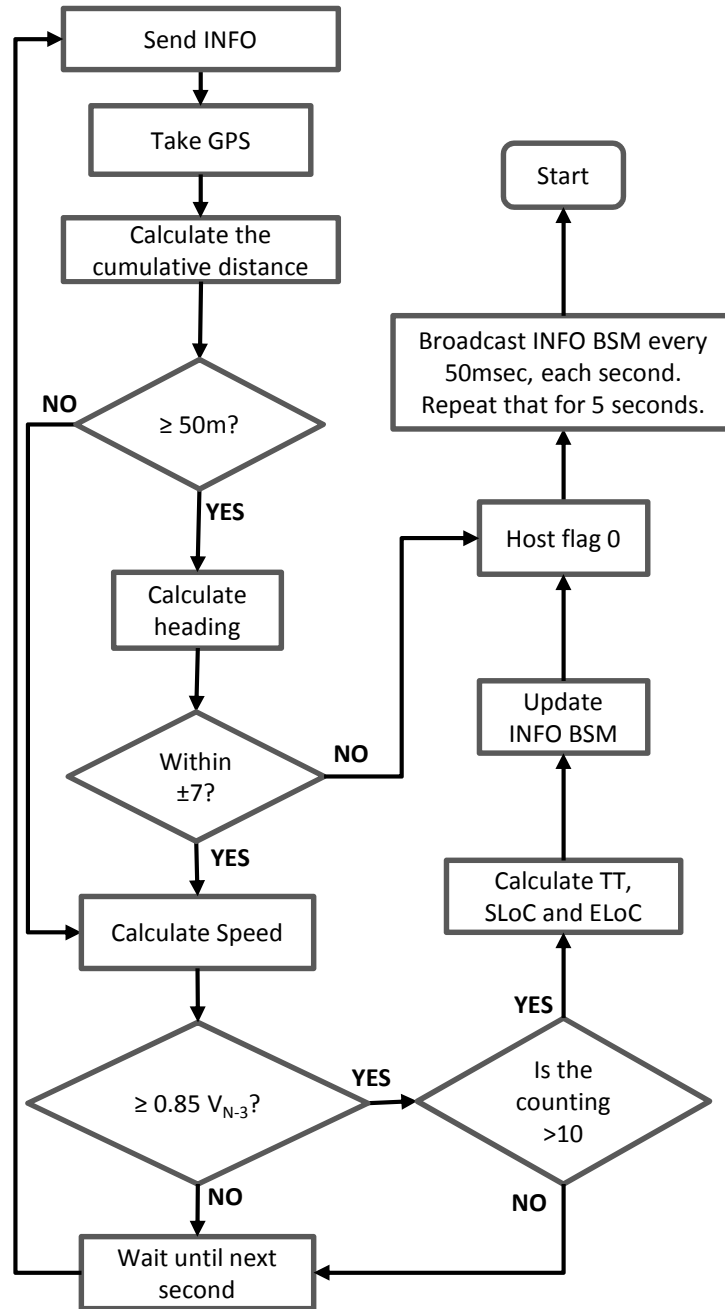 Send INFO
Take GPS
Start
Calculate the
cumulative distance
Broadcast INFO BSM every
50msec, each second.
Repeat that for 5 seconds.
NO
≥ 50m?
YES
Host flag 0
Calculate
heading
Update
INFO BSM
NO
Within
±7?
YES
Calculate TT,
SLoC and ELoC
Calculate Speed
YES
YES
Is the
counting
>10
≥ 0.85 V_{N-3}?
NO
NO
Wait until next
second